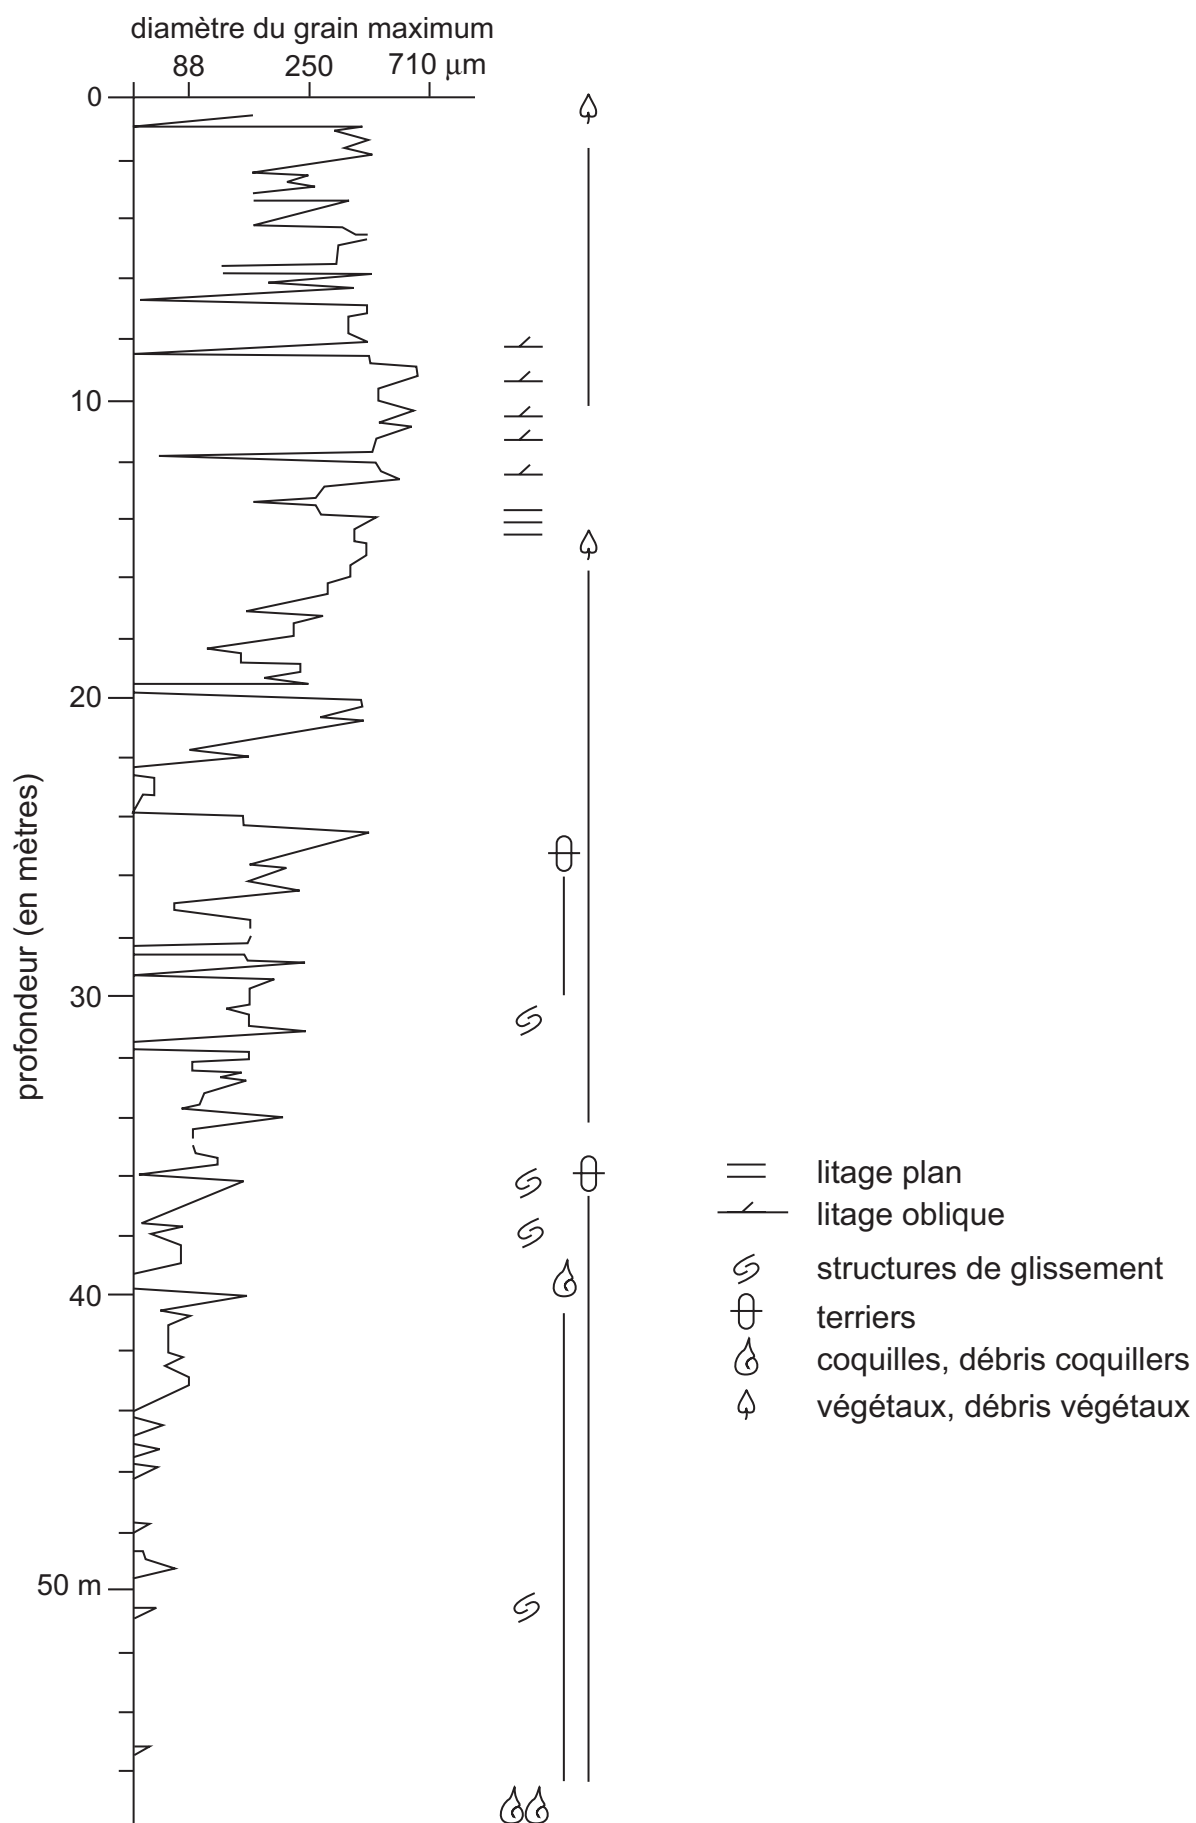 diamètre du grain maximum
88 250 710 μm
0
10
20
profondeur (en mètres)
30
40
50 m
litage plan
litage oblique
structures de glissement
terriers
coquilles, débris coquillers
végétaux, débris végétaux